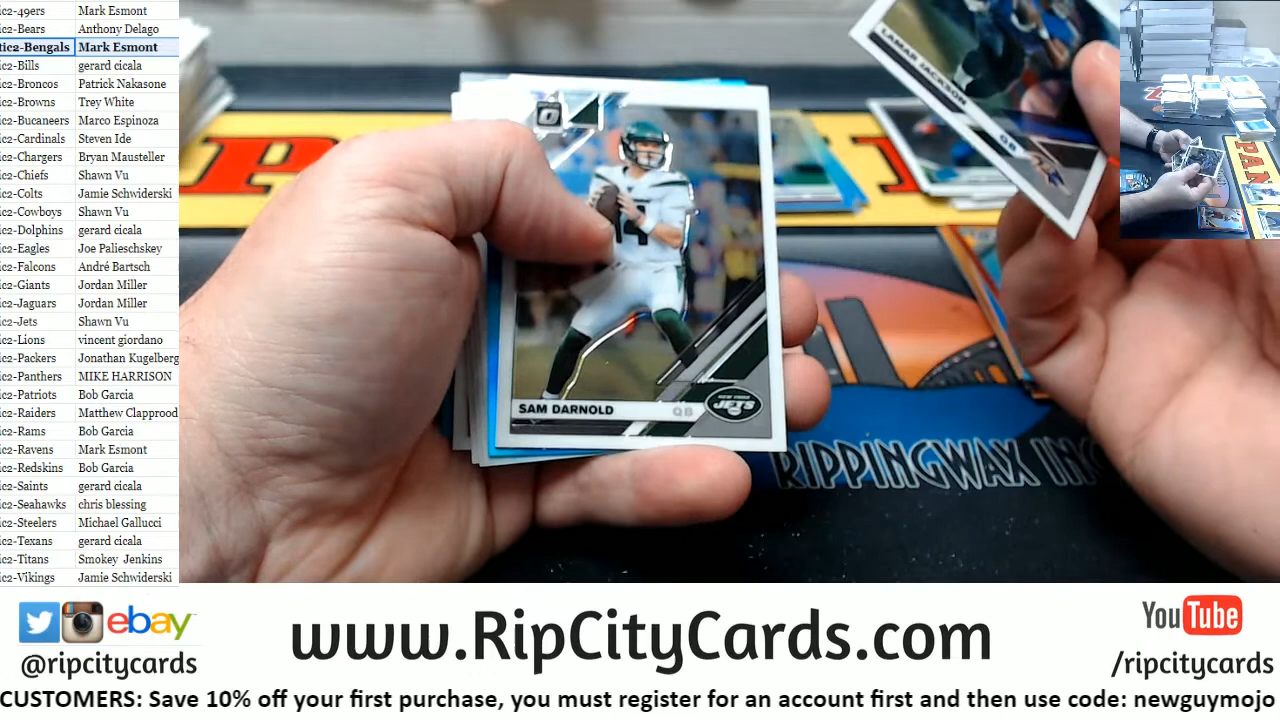 ic2-49ers Mark Esmont
ic2-Bears Anthony Delago
tic2-Bengals Mark Esmont
ic2-Bills gerard cicala
ic2-Broncos Patrick Nakasone
ic2-Browns Trey White
ic2-Bucaneers Marco Espinoza
ic2-Cardinals Steven Ide
ic2-Chargers Bryan Mausteller
ic2-Chiefs Shawn Vu
ic2-Colts Jamie Schwiderski
ic2-Cowboys Shawn Vu
ic2-Dolphins gerard cicala
ic2-Eagles Joe Palieschskey
ic2-Falcons André Bartsch
ic2-Giants Jordan Miller
ic2-Jaguars Jordan Miller
ic2-Jets Shawn Vu
ic2-Lions vincent giordano
ic2-Packers Jonathan Kugelberg
ic2-Panthers MIKE HARRISON
ic2-Patriots Bob Garcia
ic2-Raiders Matthew Clapprood
ic2-Rams Bob Garcia
ic2-Ravens Mark Esmont
ic2-Redskins Bob Garcia
ic2-Saints gerard cicala
ic2-Seahawks chris blessing
ic2-Steelers Michael Gallucci
ic2-Texans gerard cicala
ic2-Titans Smokey Jenkins
ic2-Vikings Jamie Schwiderski
LAMAR JACKSON QB
SAM DARNOLD QB
NEW YORK
JETS
RIPPINGWAX INC
PAN
ebay
@ripcitycards
www.RipCityCards.com
YouTube
/ripcitycards
CUSTOMERS: Save 10% off your first purchase, you must register for an account first and then use code: newguymojo